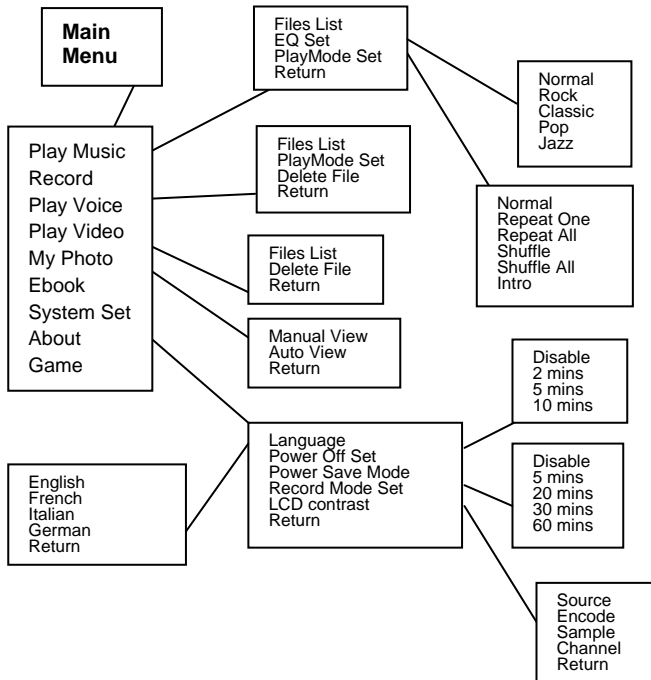 Main
Menu
Files List
EQ Set
PlayMode Set
Return
Normal
Rock
Classic
Pop
Jazz
Play Music
Record
Play Voice
Play Video
My Photo
Ebook
System Set
About
Game
Files List
PlayMode Set
Delete File
Return
Normal
Repeat One
Repeat All
Shuffle
Shuffle All
Intro
Files List
Delete File
Return
Manual View
Auto View
Return
Disable
2 mins
5 mins
10 mins
Language
Power Off Set
Power Save Mode
Record Mode Set
LCD contrast
Return
English
French
Italian
German
Return
Disable
5 mins
20 mins
30 mins
60 mins
Source
Encode
Sample
Channel
Return